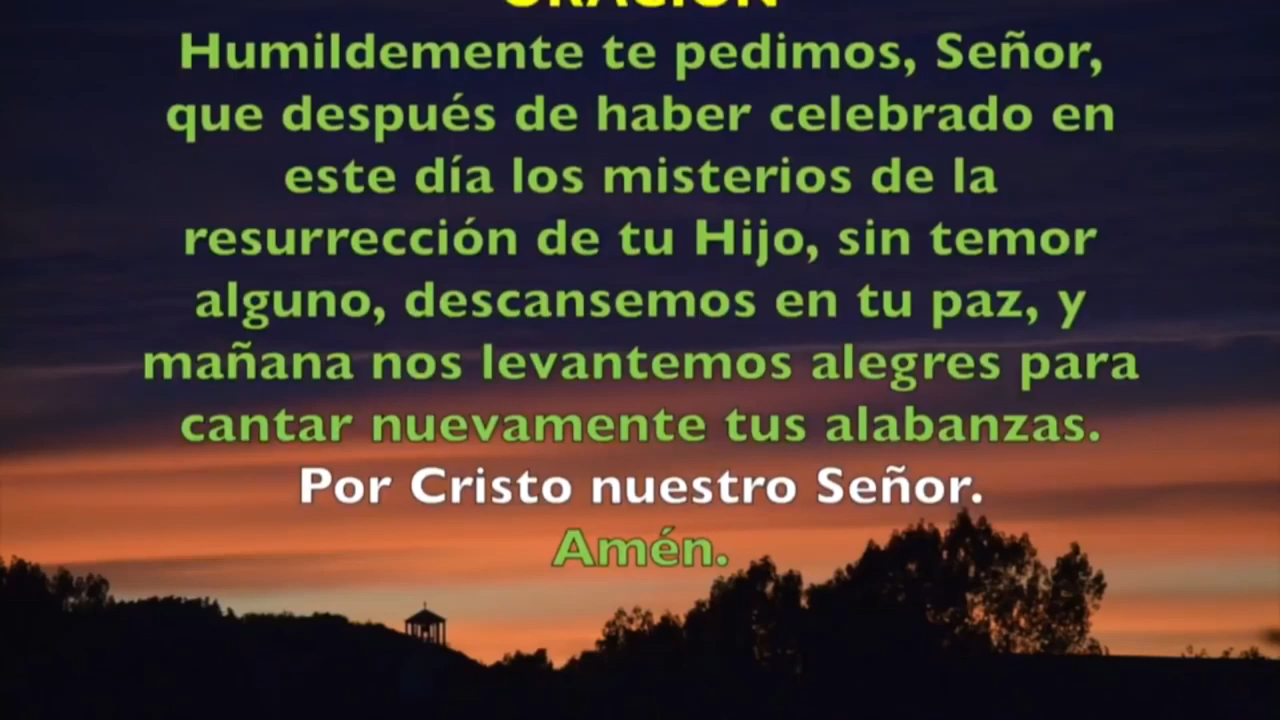 ORACIÓN
Humildemente te pedimos, Señor,
que después de haber celebrado en
este día los misterios de la
resurrección de tu Hijo, sin temor
alguno, descansemos en tu paz, y
mañana nos levantemos alegres para
cantar nuevamente tus alabanzas.
Por Cristo nuestro Señor.
Amén.